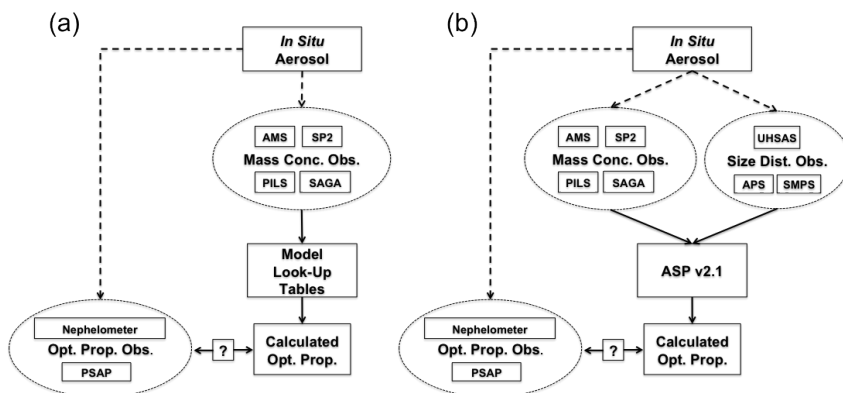 (a)
In Situ
Aerosol
AMS SP2
Mass Conc. Obs.
PILS SAGA
Model
Look-Up
Tables
Nephelometer
Opt. Prop. Obs.
PSAP
?
Calculated
Opt. Prop.
(b)
In Situ
Aerosol
AMS SP2
Mass Conc. Obs.
PILS SAGA
UHSAS
Size Dist. Obs.
APS SMPS
ASP v2.1
Nephelometer
Opt. Prop. Obs.
PSAP
?
Calculated
Opt. Prop.